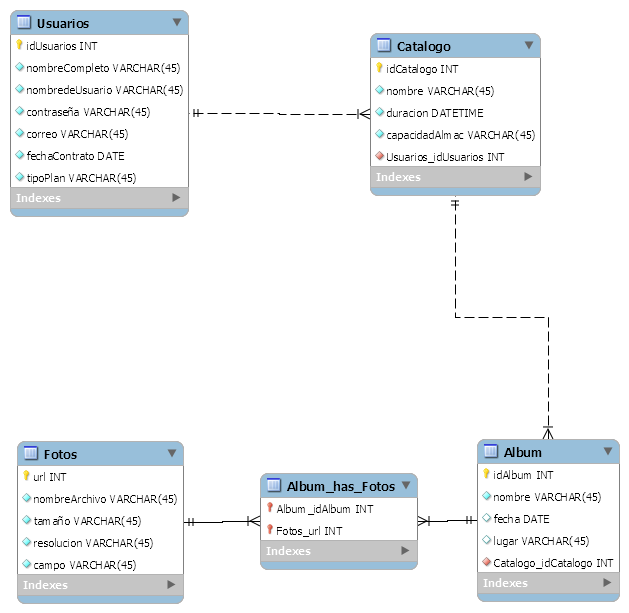 Usuarios
idUsuarios INT
nombreCompleto VARCHAR(45)
nombredeUsuario VARCHAR(45)
contraseña VARCHAR(45)
correo VARCHAR(45)
fechaContrato DATE
tipoPlan VARCHAR(45)
Indexes
Catalogo
idCatalogo INT
nombre VARCHAR(45)
duracion DATETIME
capacidadAlmac VARCHAR(45)
Usuarios_idUsuarios INT
Indexes
Fotos
url INT
nombreArchivo VARCHAR(45)
tamaño VARCHAR(45)
resolucion VARCHAR(45)
campo VARCHAR(45)
Indexes
Album_has_Fotos
Album_idAlbum INT
Fotos_url INT
Indexes
Album
idAlbum INT
nombre VARCHAR(45)
fecha DATE
lugar VARCHAR(45)
Catalogo_idCatalogo INT
Indexes